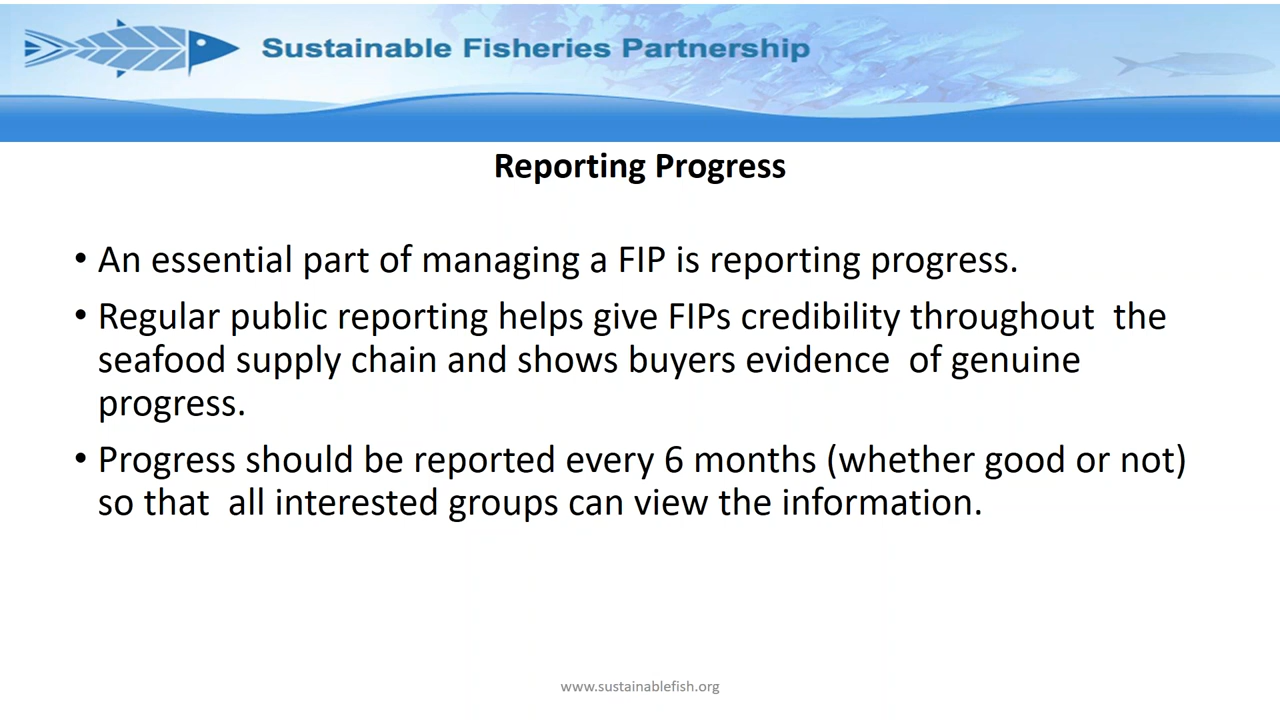 Sustainable Fisheries Partnership
Reporting Progress
• An essential part of managing a FIP is reporting progress.
• Regular public reporting helps give FIPs credibility throughout  the
seafood supply chain and shows buyers evidence  of genuine
progress.
• Progress should be reported every 6 months (whether good or not)
so that  all interested groups can view the information.
www.sustainablefish.org